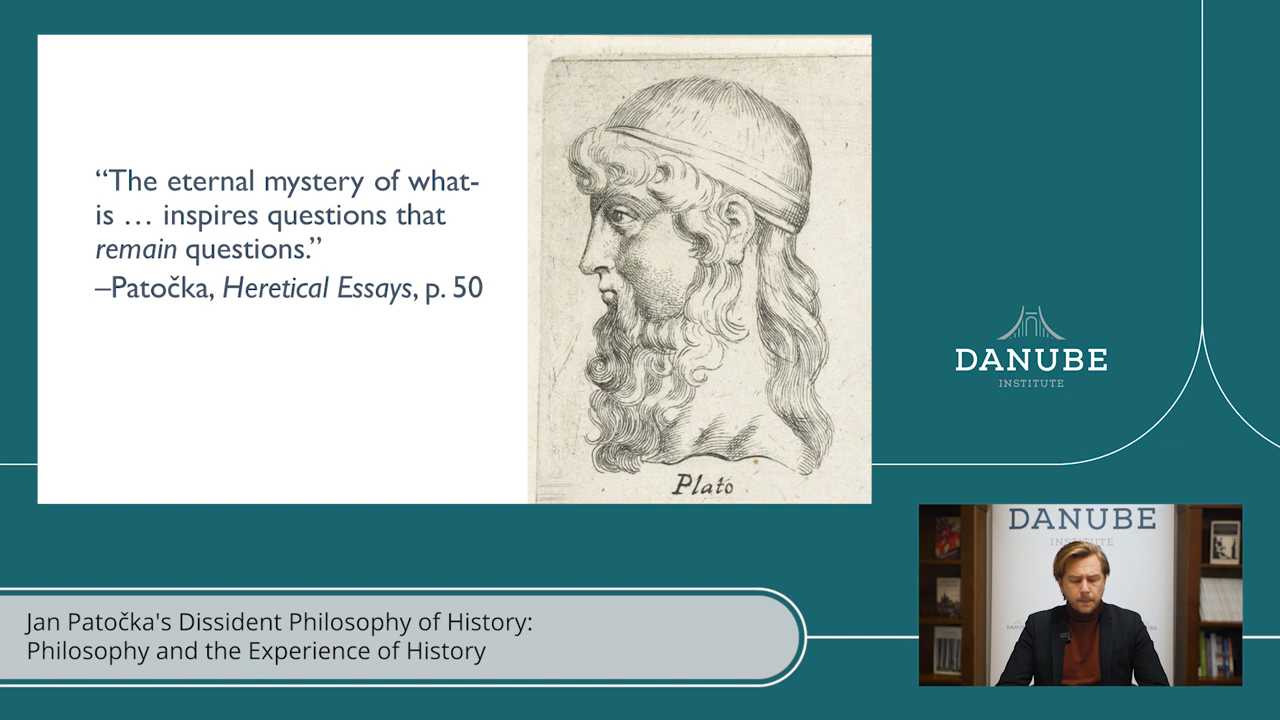 “The eternal mystery of what-
is … inspires questions that
remain questions.”
–Patočka, Heretical Essays, p. 50
Plato
DANUBE
INSTITUTE
DANUBE
INSTITUTE
Jan Patočka's Dissident Philosophy of History:
Philosophy and the Experience of History